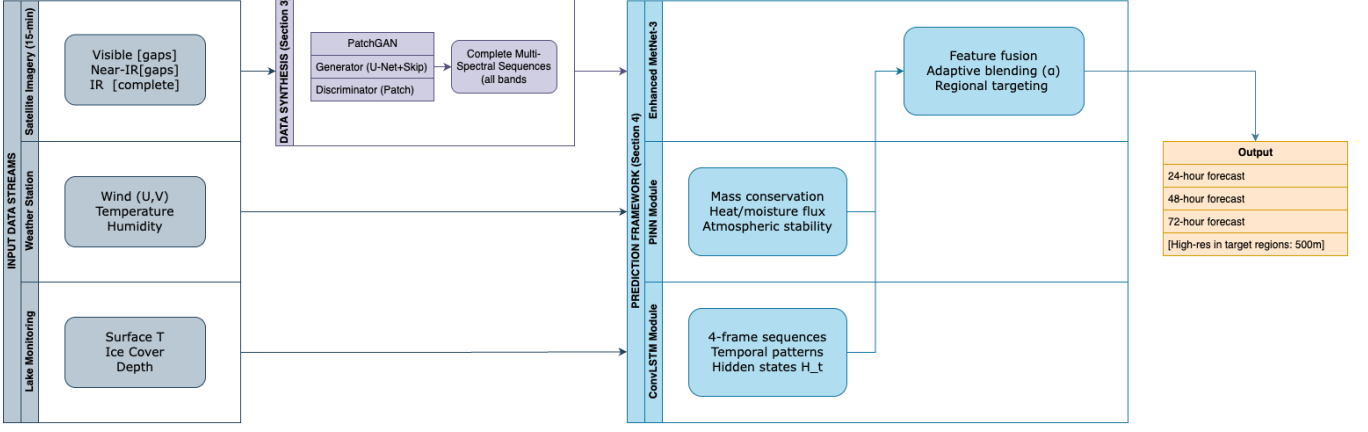 INPUT DATA STREAMS
Satellite Imagery (15-min)
Visible [gaps]
Near-IR[gaps]
IR [complete]
Weather Station
Wind (U,V)
Temperature
Humidity
Lake Monitoring
Surface T
Ice Cover
Depth
DATA SYNTHESIS (Section 3
PatchGAN
Generator (U-Net+Skip)
Discriminator (Patch)
Complete Multi-
Spectral Sequences
(all bands
PREDICTION FRAMEWORK (Section 4)
Enhanced MetNet-3
Feature fusion
Adaptive blending (α)
Regional targeting
PINN Module
Mass conservation
Heat/moisture flux
Atmospheric stability
ConvLSTM Module
4-frame sequences
Temporal patterns
Hidden states H_t
Output
24-hour forecast
48-hour forecast
72-hour forecast
[High-res in target regions: 500m]